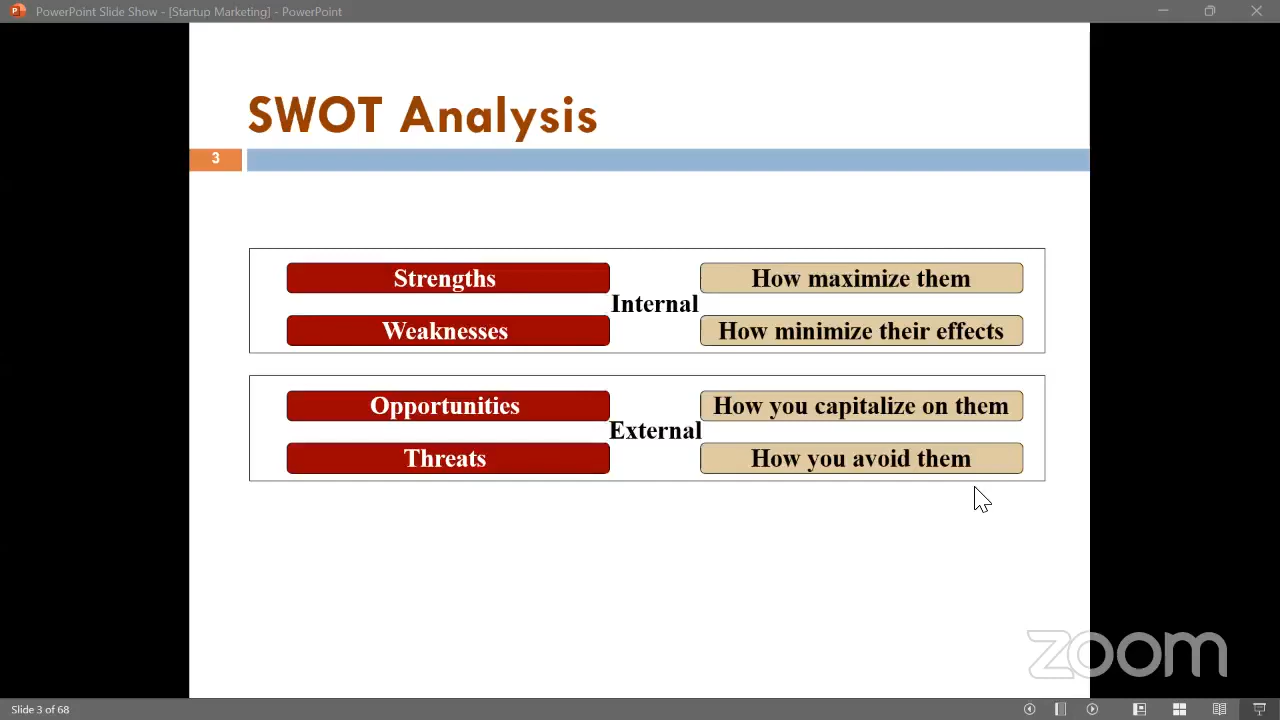 PowerPoint Slide Show - [Startup Marketing] - PowerPoint
SWOT Analysis
3
Strengths
How maximize them
Internal
Weaknesses
How minimize their effects
Opportunities
How you capitalize on them
External
Threats
How you avoid them
zoom
Slide 3 of 68